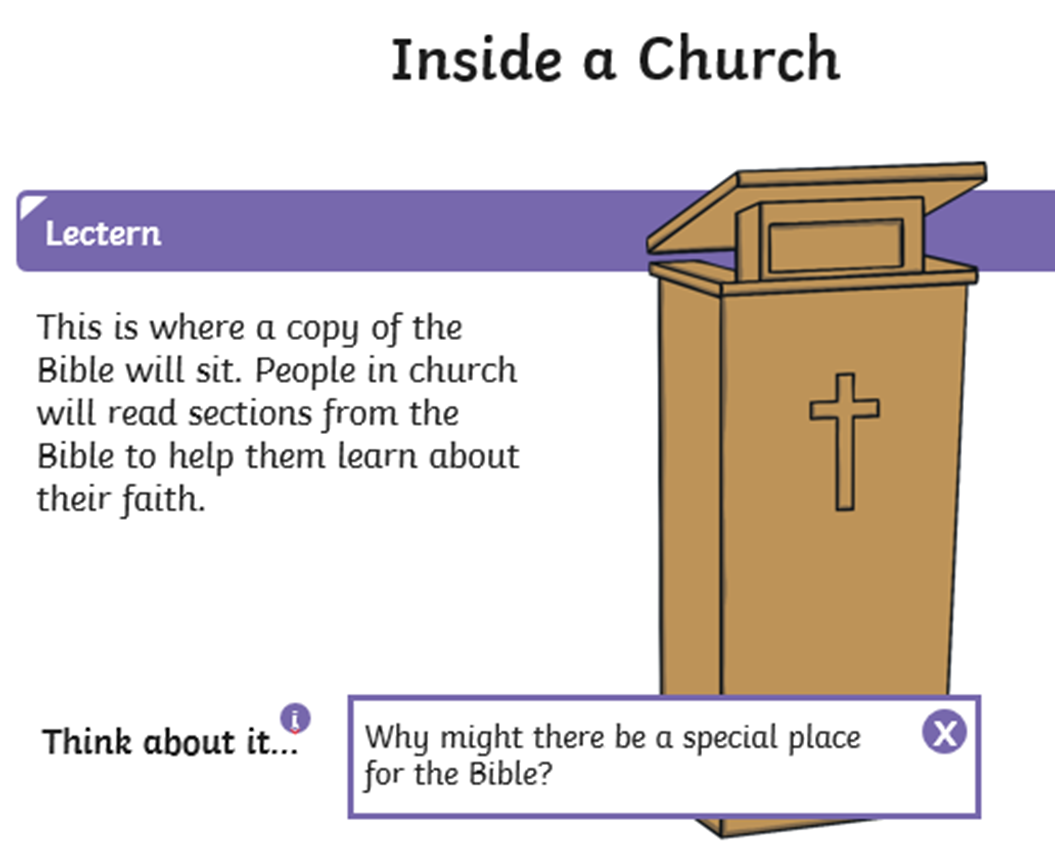 Inside a Church
Lectern
This is where a copy of the
Bible will sit. People in church
will read sections from the
Bible to help them learn about
their faith.
Think about it...
i
Why might there be a special place
for the Bible?
X